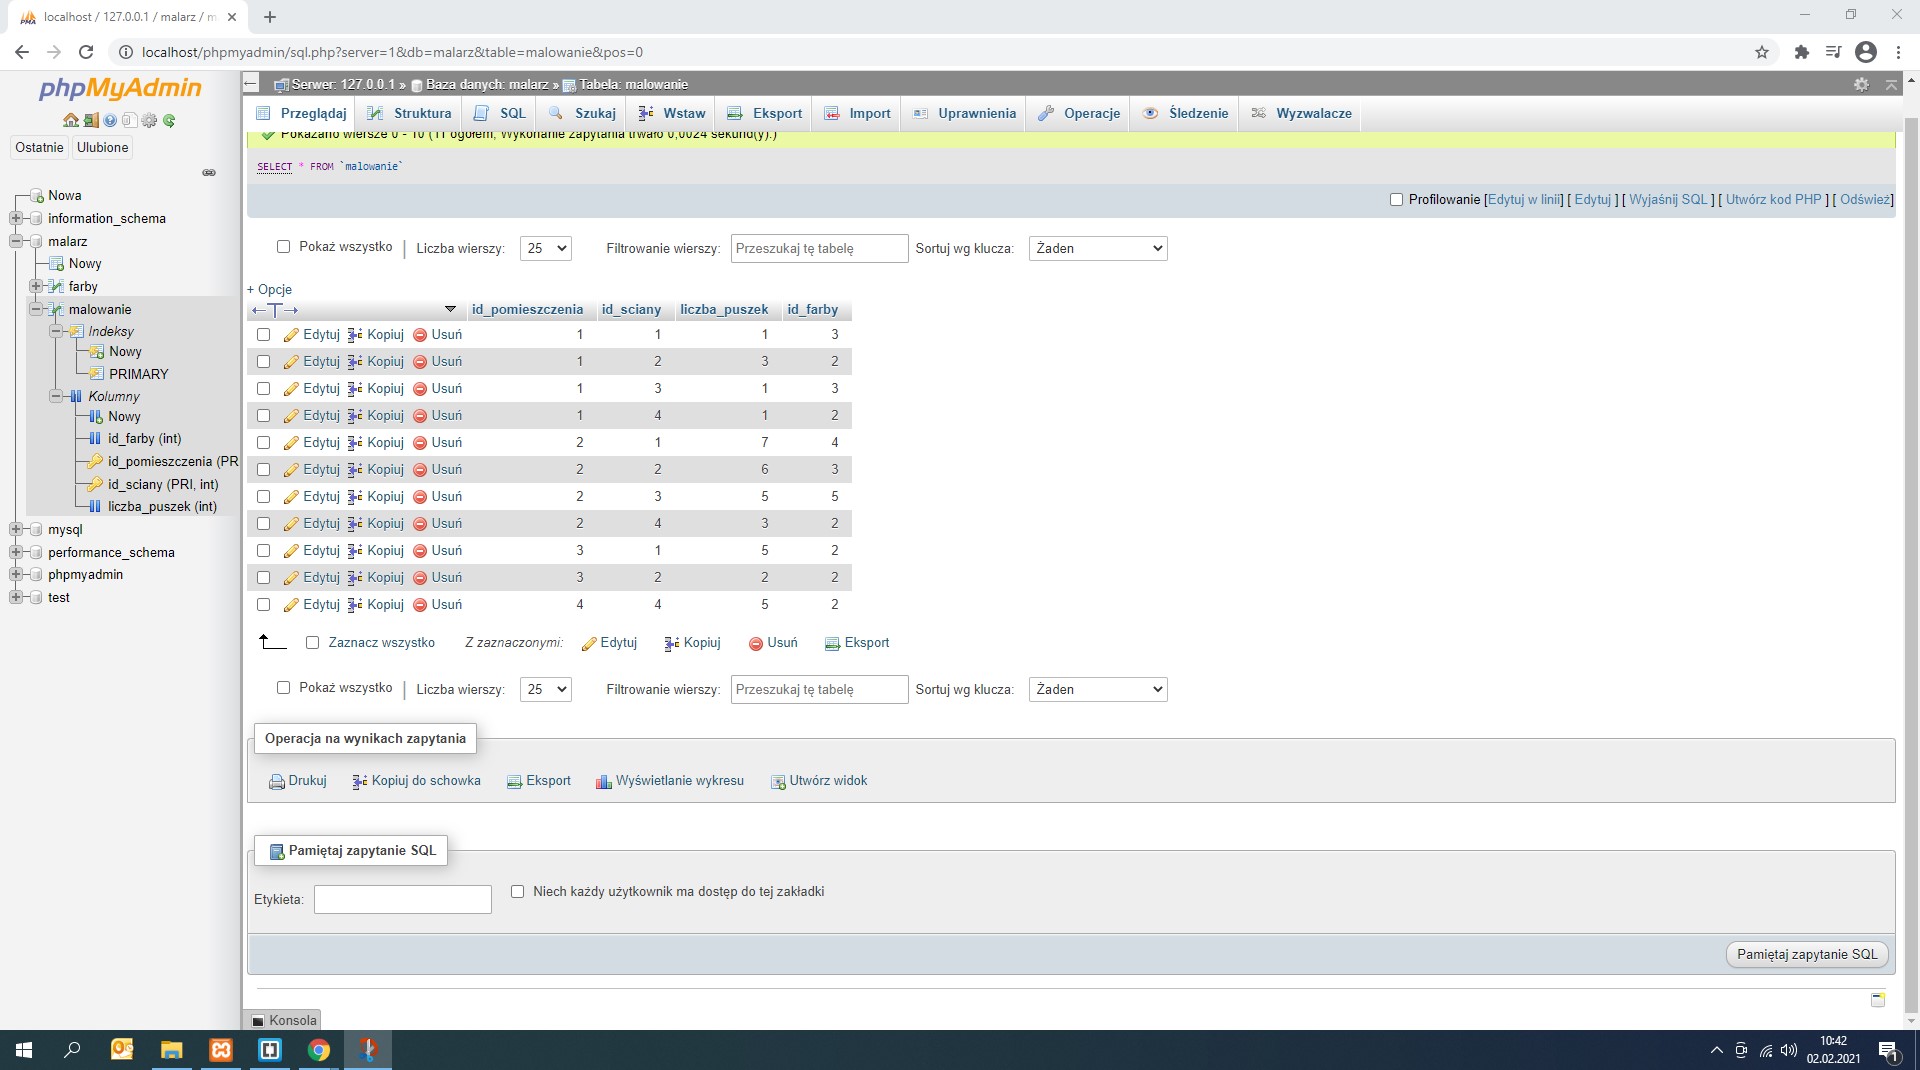 localhost / 127.0.0.1 / malarz / m
localhost/phpmyadmin/sql.php?server=1&db=malarz&table=malowanie&pos=0
phpMyAdmin
Ostatnie Ulubione
Nowa
information_schema
malarz
Nowy
farby
malowanie
Indeksy
Nowy
PRIMARY
Kolumny
Nowy
id_farby (int)
id_pomieszczenia (PR
id_sciany (PRI, int)
liczba_puszek (int)
mysql
performance_schema
phpmyadmin
test
Serwer: 127.0.0.1 » Baza danych: malarz » Tabela: malowanie
Przeglądaj Struktura SQL Szukaj Wstaw Eksport Import Uprawnienia Operacje Śledzenie Wyzwalacze
Pokazano wiersze 0 - 10 (11 ogółem, Wykonanie zapytania trwało 0,0024 sekund(y).)
SELECT * FROM `malowanie`
Profilowanie [Edytuj w linii] [ Edytuj ] [ Wyjaśnij SQL ] [ Utwórz kod PHP ] [ Odśwież]
Pokaż wszystko | Liczba wierszy: 25 Filtrowanie wierszy: Przeszukaj tę tabelę Sortuj wg klucza: Żaden
+ Opcje
←T→ id_pomieszczenia id_sciany liczba_puszek id_farby
Edytuj Kopiuj Usuń 1 1 1 3
Edytuj Kopiuj Usuń 1 2 3 2
Edytuj Kopiuj Usuń 1 3 1 3
Edytuj Kopiuj Usuń 1 4 1 2
Edytuj Kopiuj Usuń 2 1 7 4
Edytuj Kopiuj Usuń 2 2 6 3
Edytuj Kopiuj Usuń 2 3 5 5
Edytuj Kopiuj Usuń 2 4 3 2
Edytuj Kopiuj Usuń 3 1 5 2
Edytuj Kopiuj Usuń 3 2 2 2
Edytuj Kopiuj Usuń 4 4 5 2
Zaznacz wszystko Z zaznaczonymi: Edytuj Kopiuj Usuń Eksport
Pokaż wszystko | Liczba wierszy: 25 Filtrowanie wierszy: Przeszukaj tę tabelę Sortuj wg klucza: Żaden
Operacja na wynikach zapytania
Drukuj Kopiuj do schowka Eksport Wyświetlanie wykresu Utwórz widok
Pamiętaj zapytanie SQL
Etykieta: Niech każdy użytkownik ma dostęp do tej zakładki
Pamiętaj zapytanie SQL
Konsola
10:42
02.02.2021
1